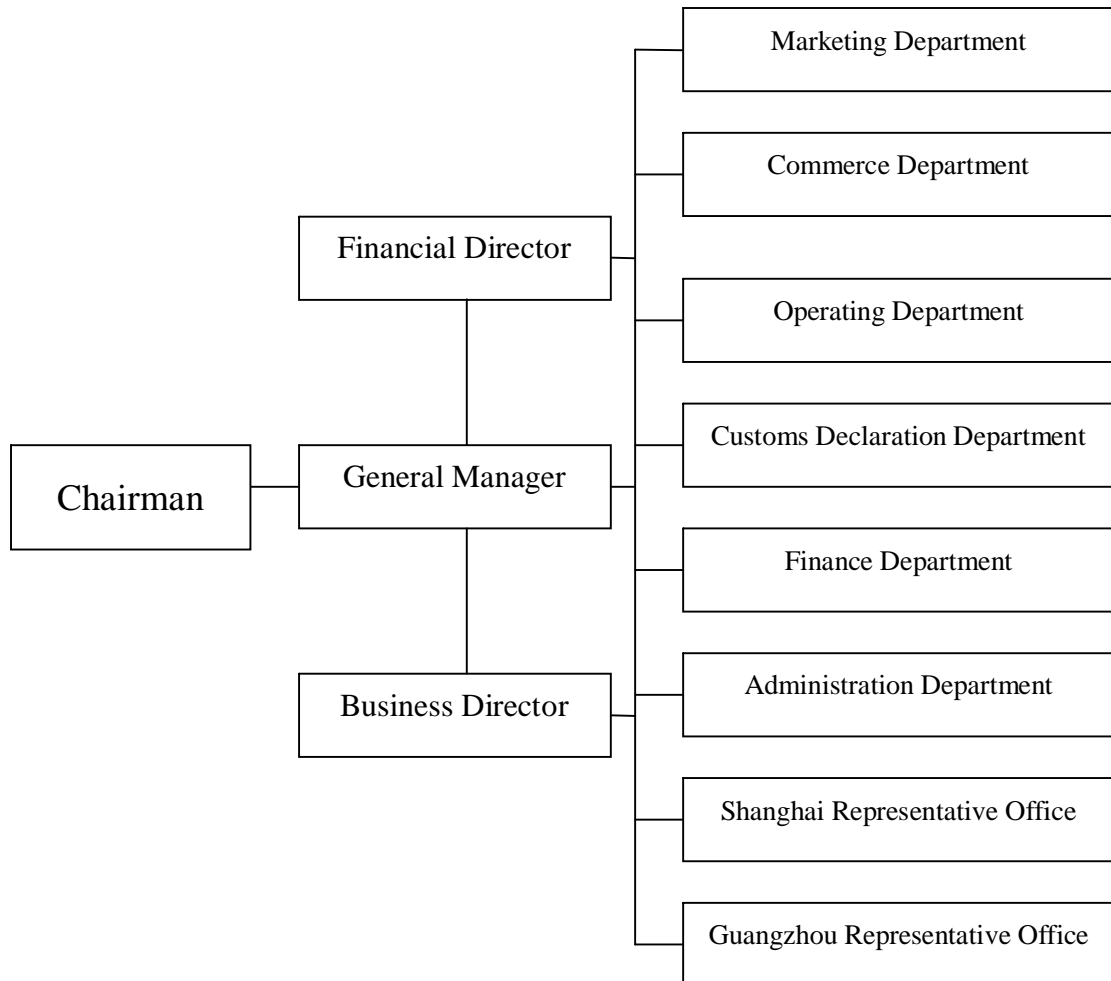 Chairman
Financial Director
General Manager
Business Director
Marketing Department
Commerce Department
Operating Department
Customs Declaration Department
Finance Department
Administration Department
Shanghai Representative Office
Guangzhou Representative Office